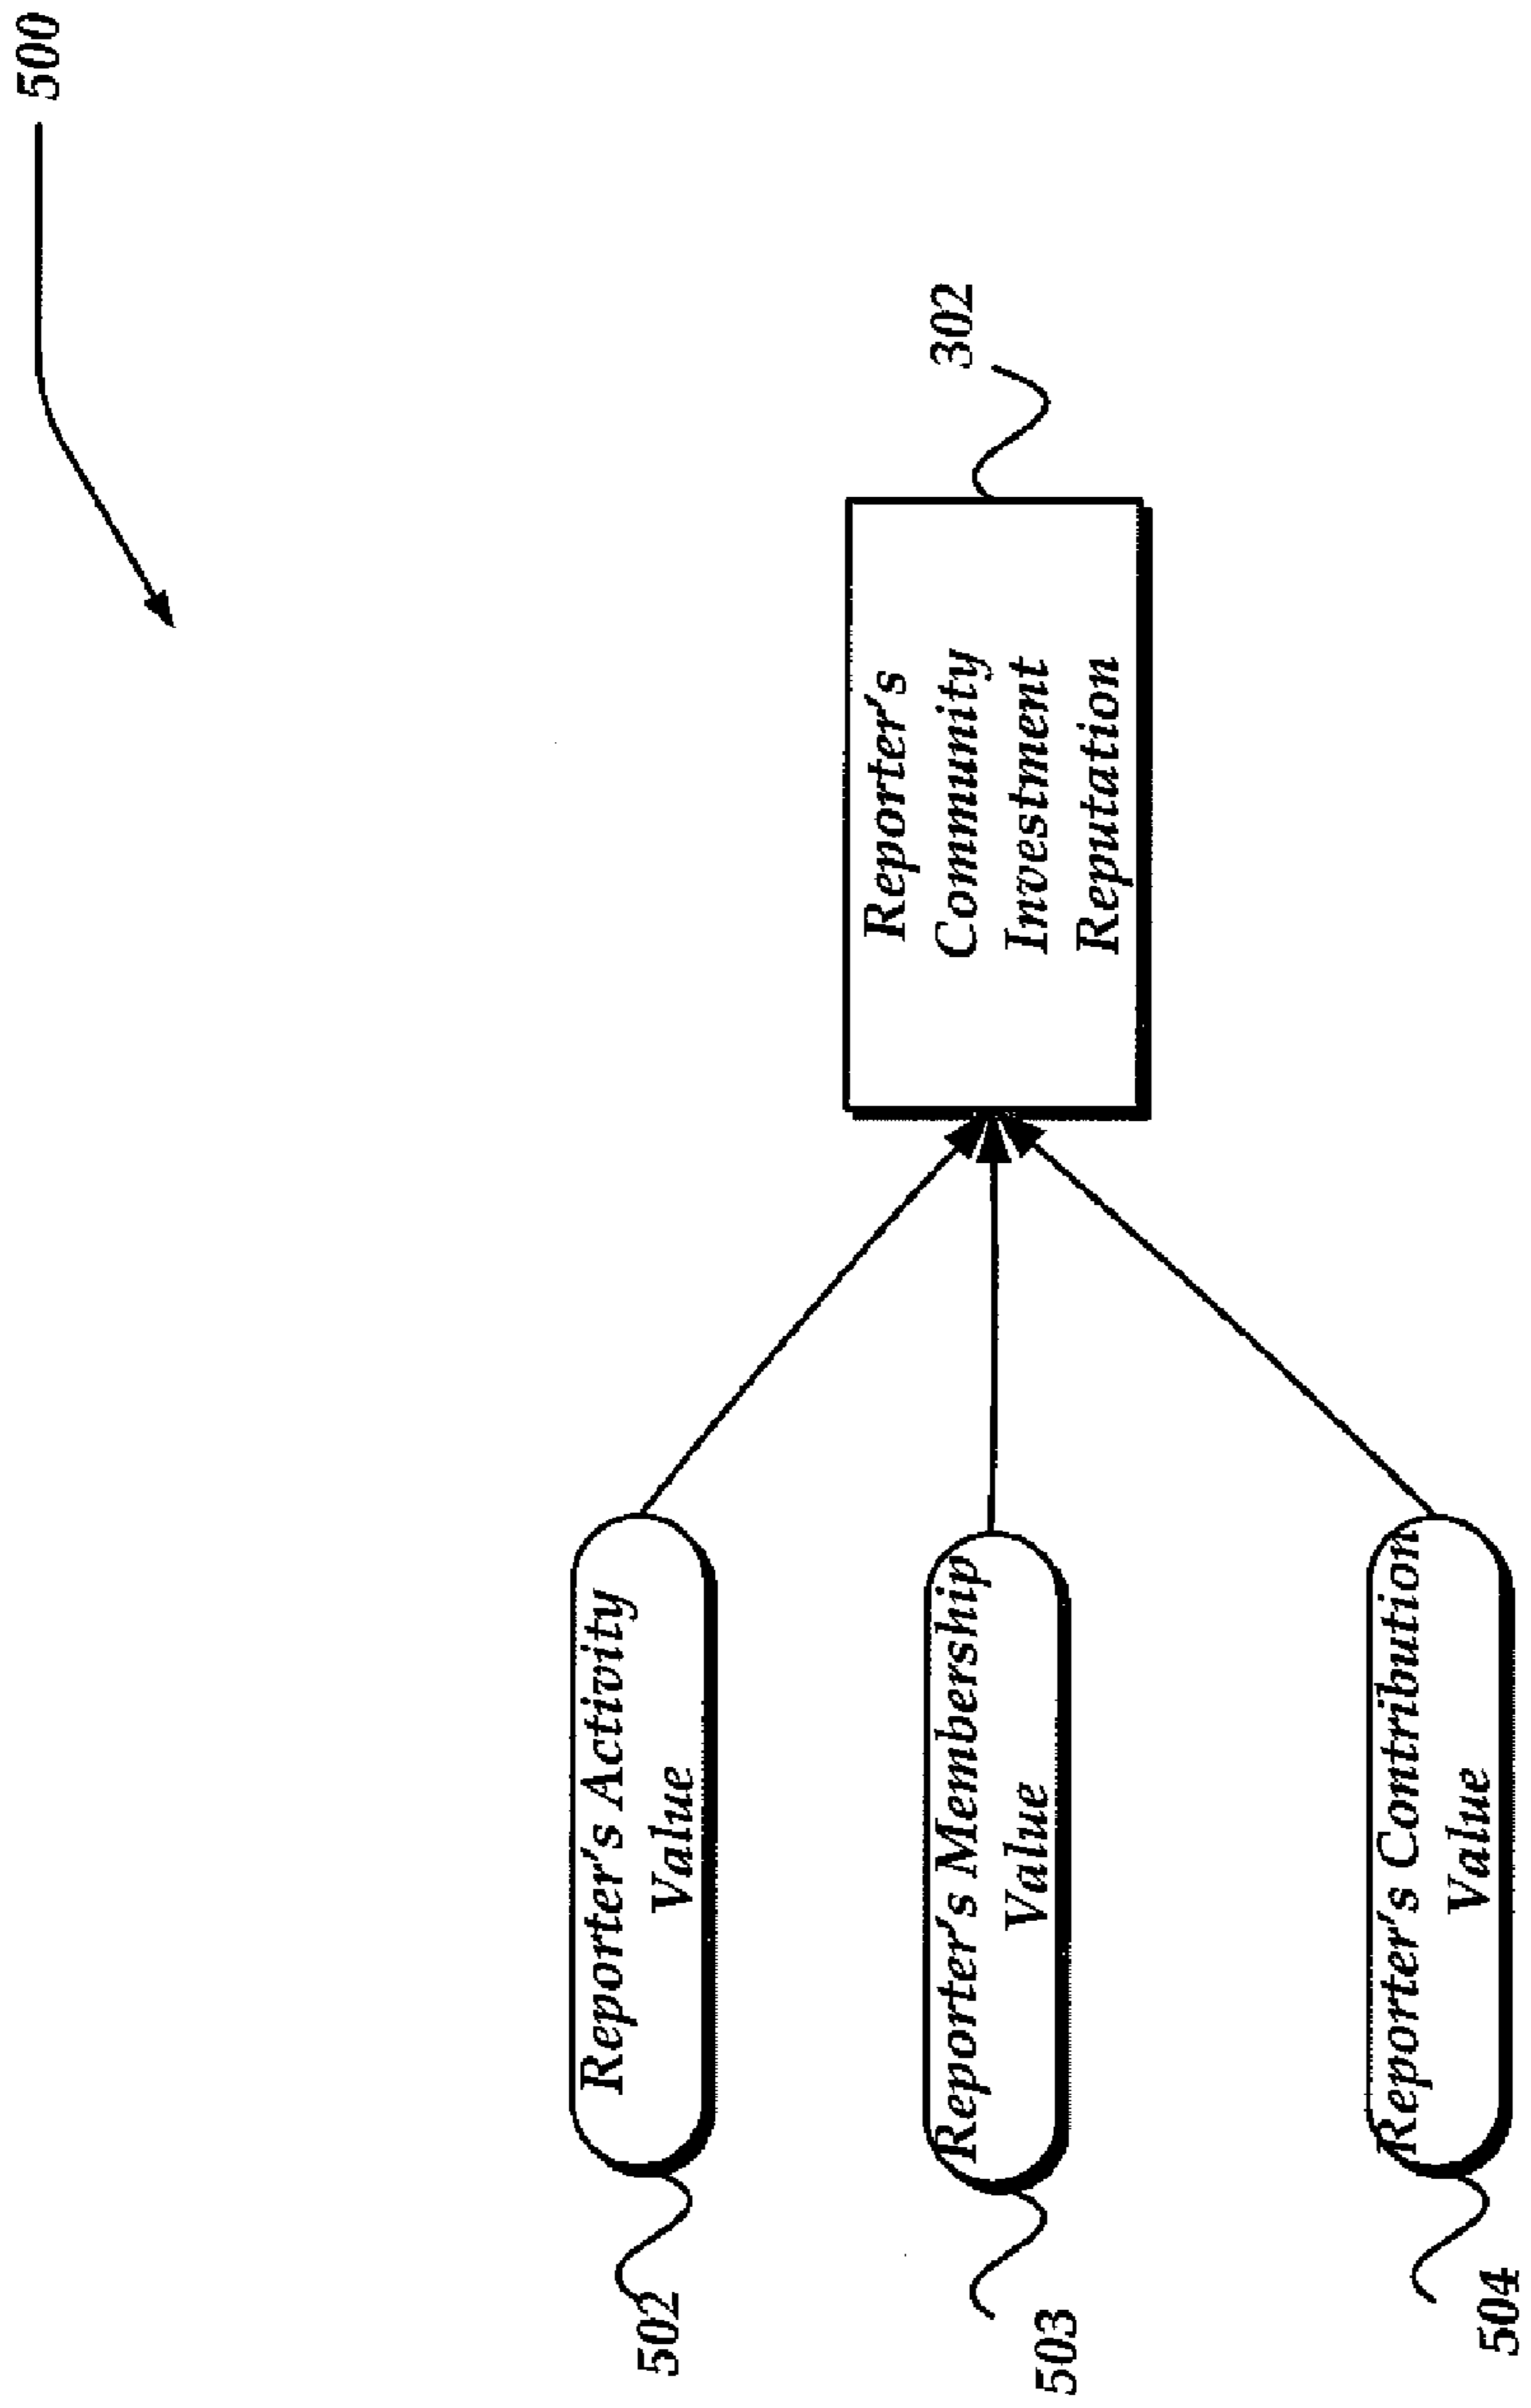 500
502
Reporter's Activity
Value
503
Reporter's Membership
Value
504
Reporter's Contribution
Value
Reporter's
Community
Investment
Reputation
302